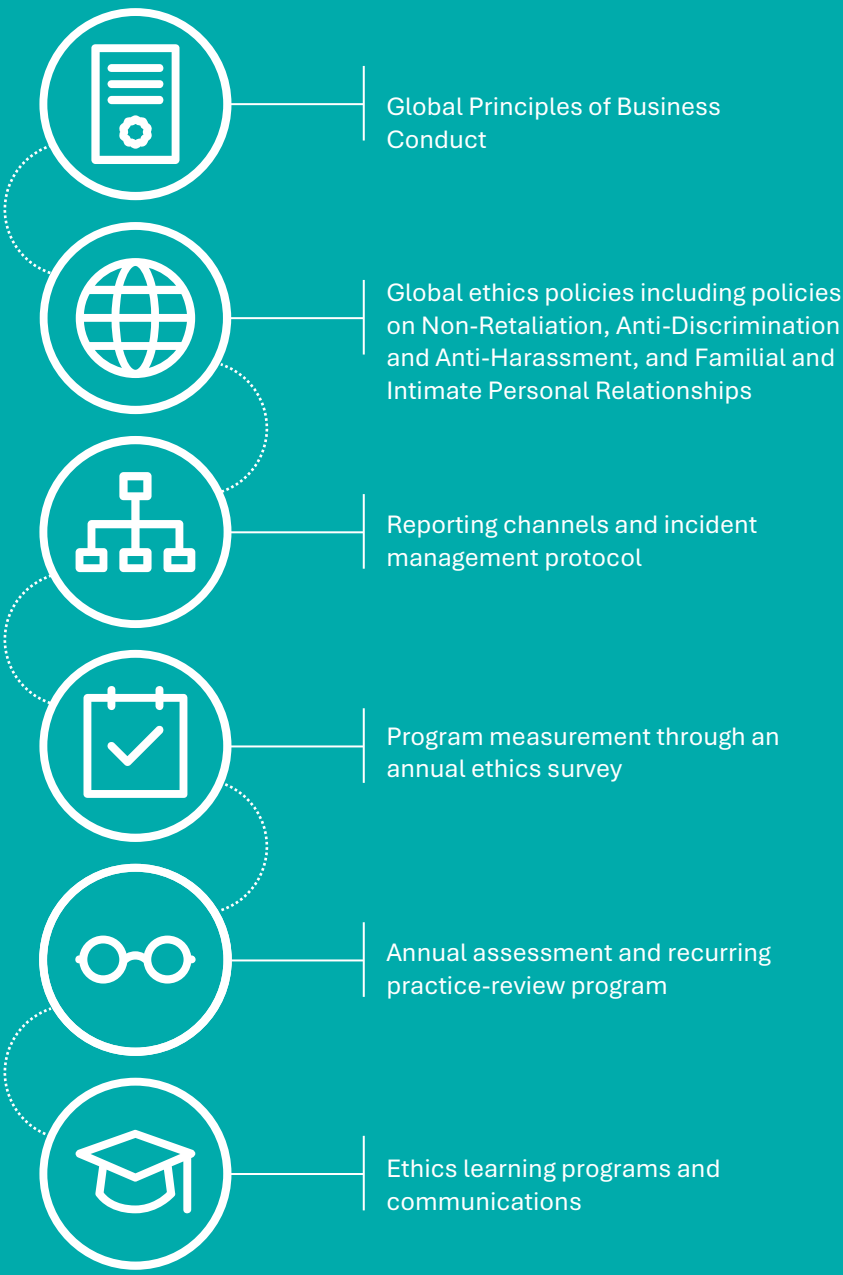 Global Principles of Business
Conduct
Global ethics policies including policies
on Non-Retaliation, Anti-Discrimination
and Anti-Harassment, and Familial and
Intimate Personal Relationships
Reporting channels and incident
management protocol
Program measurement through an
annual ethics survey
Annual assessment and recurring
practice-review program
Ethics learning programs and
communications